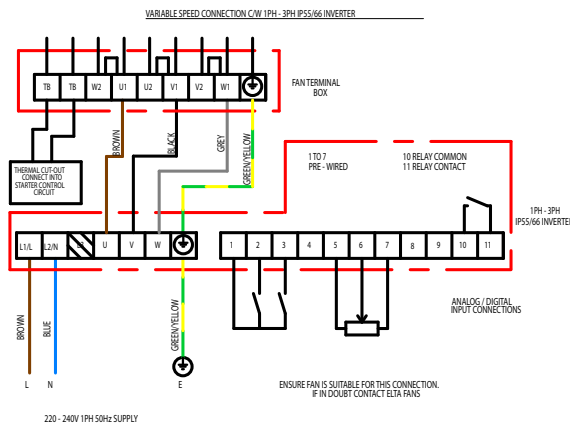 VARIABLE SPEED CONNECTION C/W 1PH - 3PH IP55/66 INVERTER
TB TB W2 U1 U2 V1 V2 W1
FAN TERMINAL
BOX
BROWN
BLACK
GREY
GREEN/YELLOW
THERMAL CUT-OUT
CONNECT INTO
STARTER CONTROL
CIRCUIT
1 TO 7
PRE - WIRED
10 RELAY COMMON
11 RELAY CONTACT
1PH - 3PH
IP55/66 INVERTER
L1/L L2/N L3 U V W
1 2 3 4 5 6 7 8 9 10 11
BROWN
BLUE
GREEN/YELLOW
ANALOG / DIGITAL
INPUT CONNECTIONS
L N E
ENSURE FAN IS SUITABLE FOR THIS CONNECTION.
IF IN DOUBT CONTACT ELTA FANS
220 - 240V 1PH 50Hz SUPPLY